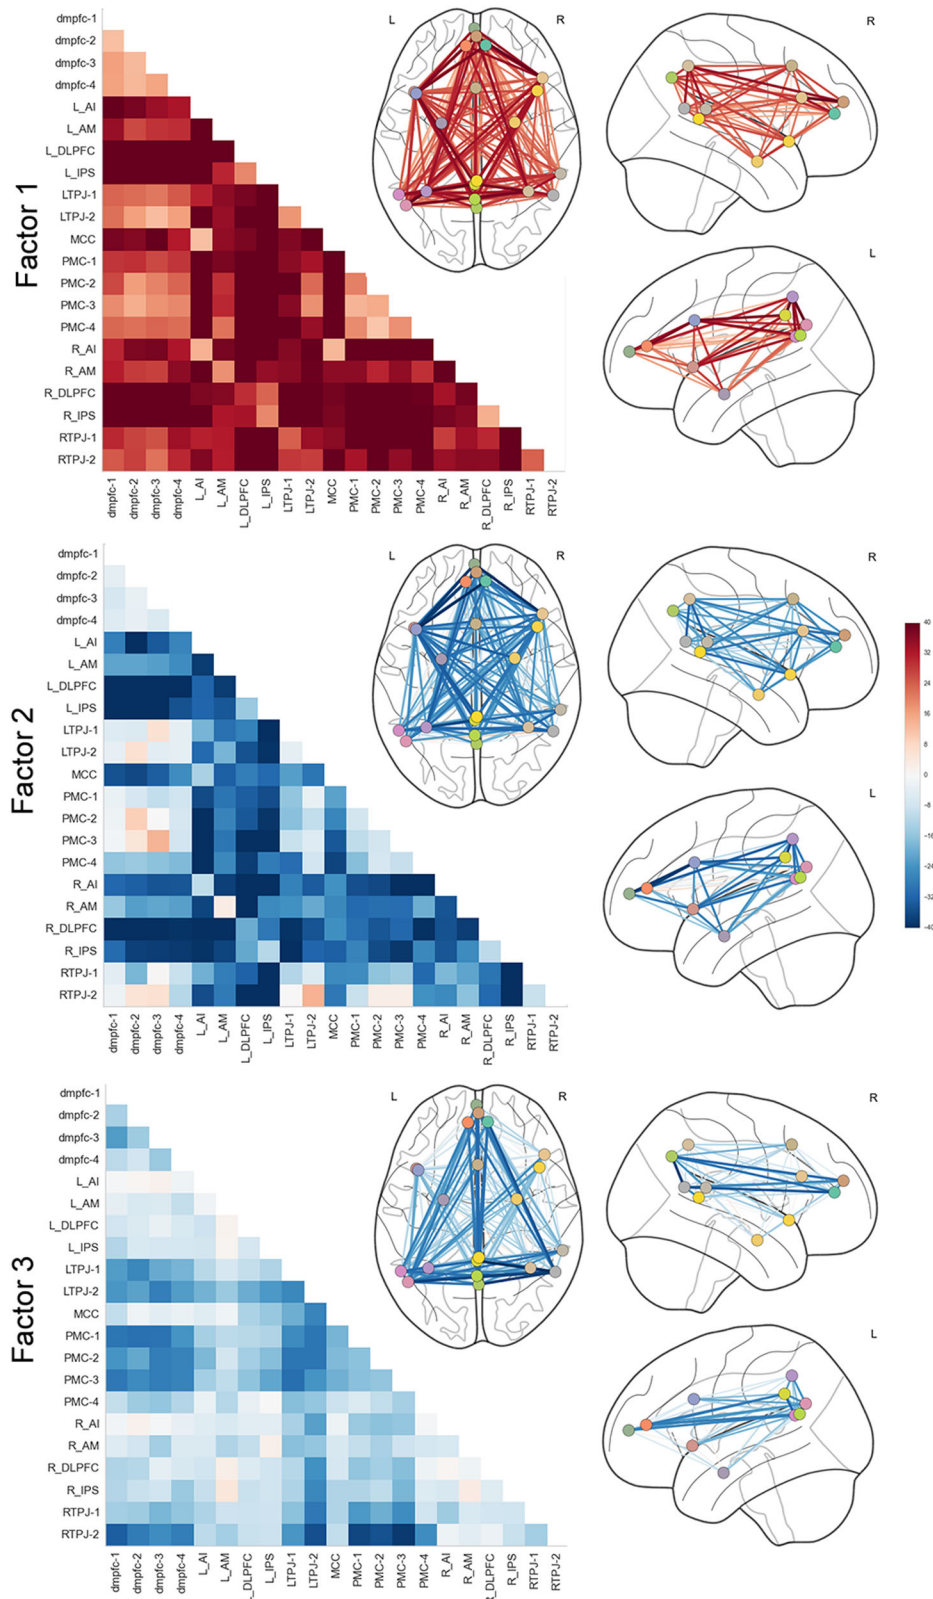 Factor 1
dmpfc-1
dmpfc-2
dmpfc-3
dmpfc-4
L_AI
L_AM
L_DLPFC
L_IPS
LTPJ-1
LTPJ-2
MCC
PMC-1
PMC-2
PMC-3
PMC-4
R_AI
R_AM
R_DLPFC
R_IPS
RTPJ-1
RTPJ-2
dmpfc-1 dmpfc-2 dmpfc-3 dmpfc-4 L_AI L_AM L_DLPFC L_IPS LTPJ-1 LTPJ-2 MCC PMC-1 PMC-2 PMC-3 PMC-4 R_AI R_AM R_DLPFC R_IPS RTPJ-1 RTPJ-2
L R
R
L
Factor 2
dmpfc-1
dmpfc-2
dmpfc-3
dmpfc-4
L_AI
L_AM
L_DLPFC
L_IPS
LTPJ-1
LTPJ-2
MCC
PMC-1
PMC-2
PMC-3
PMC-4
R_AI
R_AM
R_DLPFC
R_IPS
RTPJ-1
RTPJ-2
dmpfc-1 dmpfc-2 dmpfc-3 dmpfc-4 L_AI L_AM L_DLPFC L_IPS LTPJ-1 LTPJ-2 MCC PMC-1 PMC-2 PMC-3 PMC-4 R_AI R_AM R_DLPFC R_IPS RTPJ-1 RTPJ-2
L R
R
L
40
32
24
16
8
0
-8
-16
-24
-32
-40
Factor 3
dmpfc-1
dmpfc-2
dmpfc-3
dmpfc-4
L_AI
L_AM
L_DLPFC
L_IPS
LTPJ-1
LTPJ-2
MCC
PMC-1
PMC-2
PMC-3
PMC-4
R_AI
R_AM
R_DLPFC
R_IPS
RTPJ-1
RTPJ-2
dmpfc-1 dmpfc-2 dmpfc-3 dmpfc-4 L_AI L_AM -_DLPFC L_IPS LTPJ-1 LTPJ-2 MCC PMC-1 PMC-2 PMC-3 PMC-4 R_AI R_AM R_DLPFC R_IPS RTPJ-1 RTPJ-2
L R
R
L